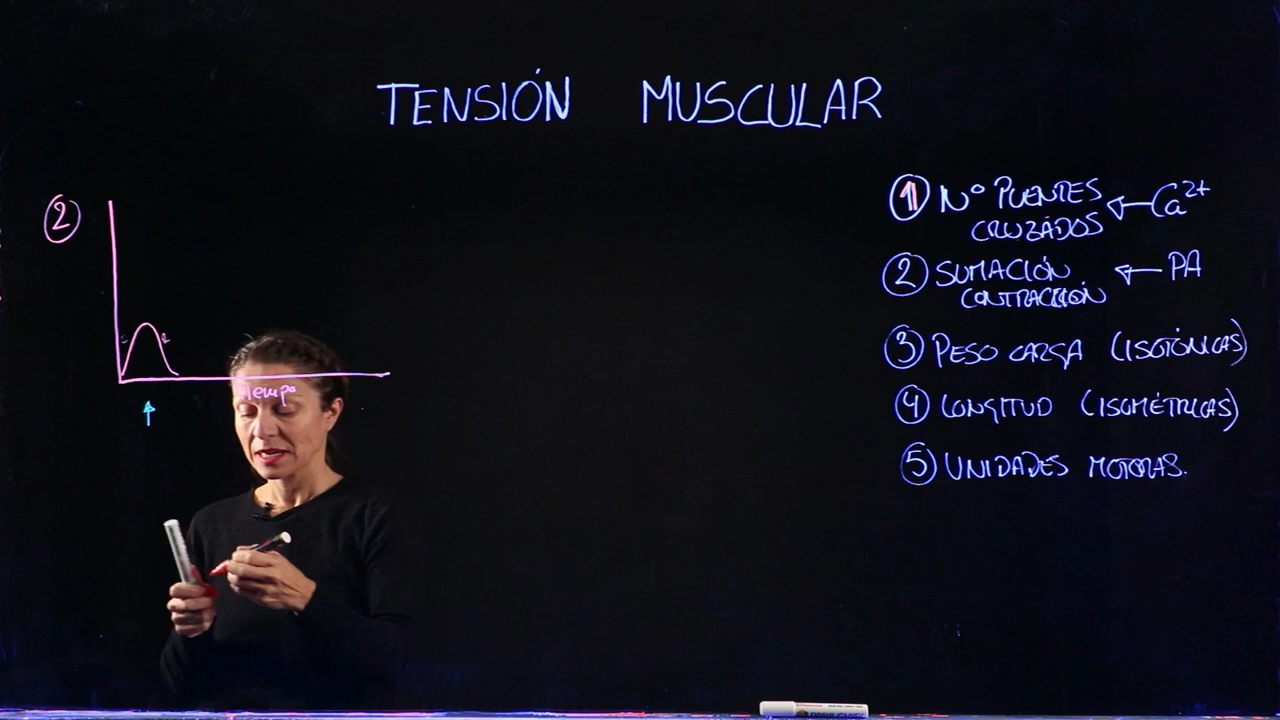 TENSIÓN MUSCULAR
② 
tiempo
① Nº PUENTES CRUZADOS ← Ca²⁺
② SUMACIÓN CONTRACCIÓN ← PA
③ PESO CARGA (ISOTÓNICAS)
④ LONGITUD (ISOMÉTRICAS)
⑤ UNIDADES MOTORAS.